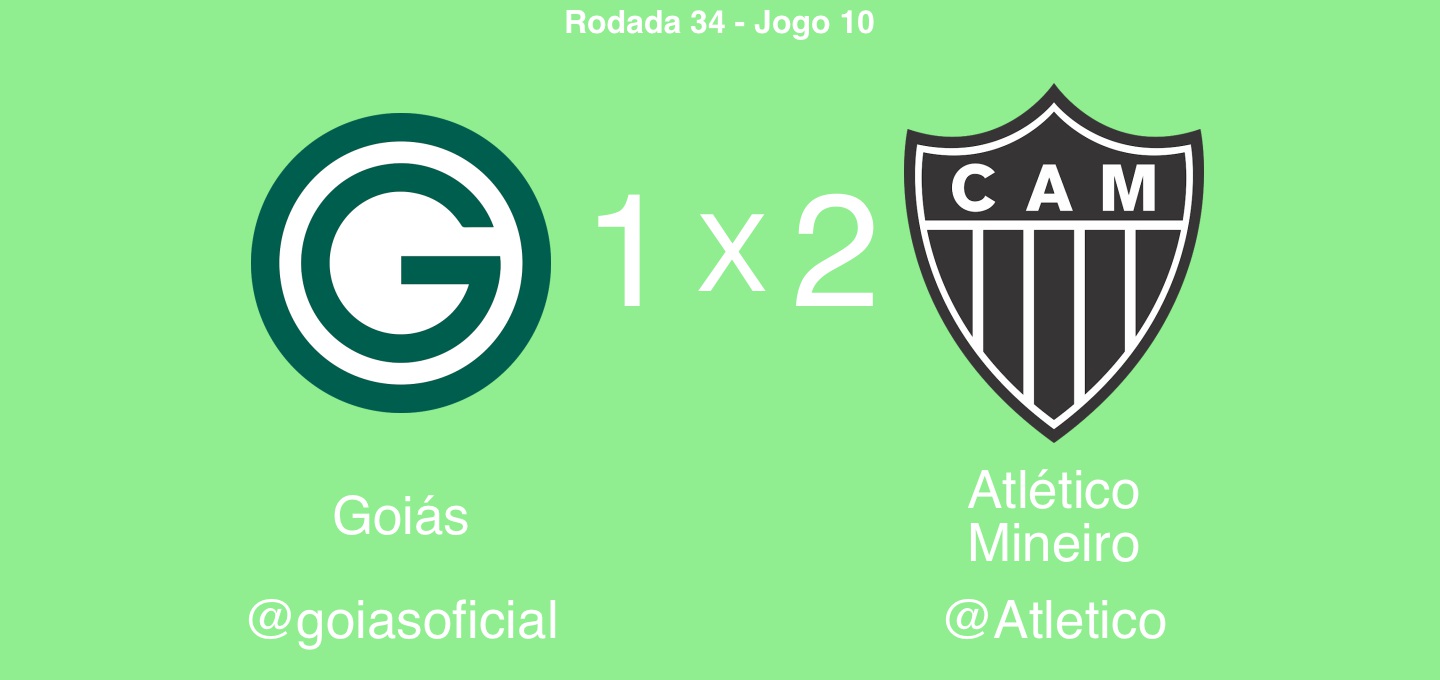 Rodada 34 - Jogo 10
G
1 x 2
C A M
Goiás
Atlético
Mineiro
@goiasoficial
@Atletico